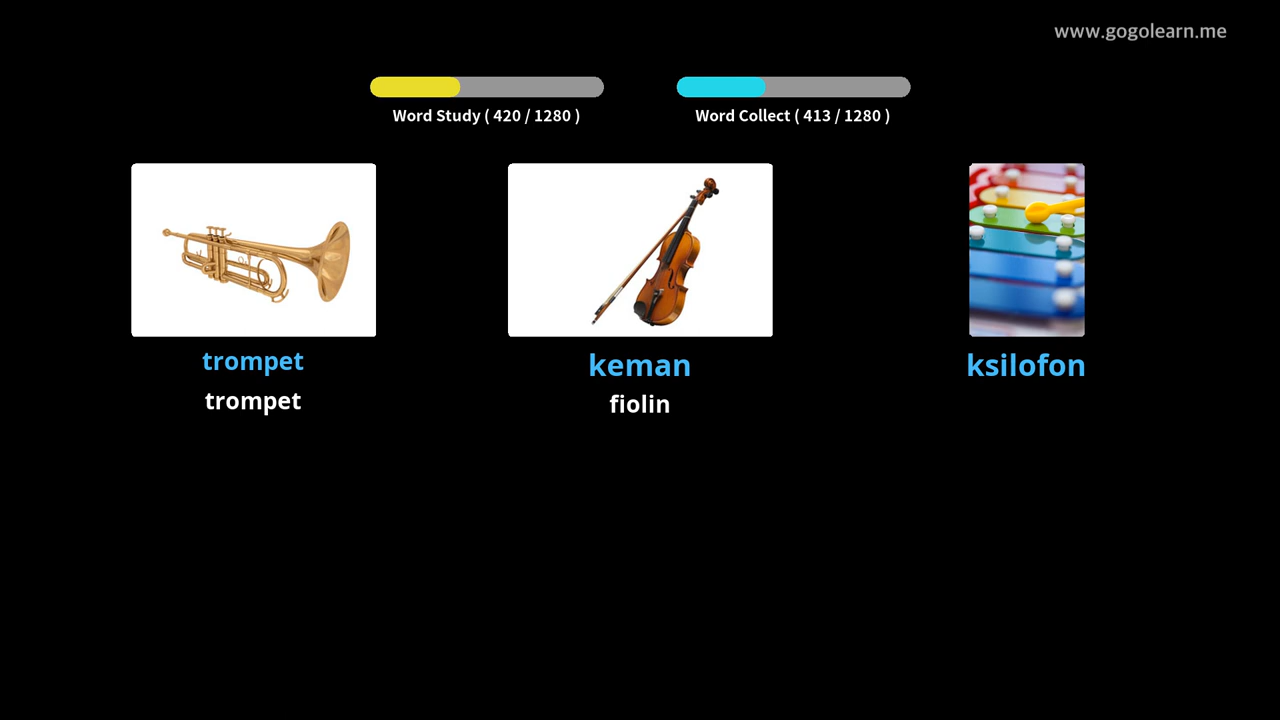 www.gogolearn.me
Word Study ( 420 / 1280 )
Word Collect ( 413 / 1280 )
trompet
keman
ksilofon
trompet
fiolin